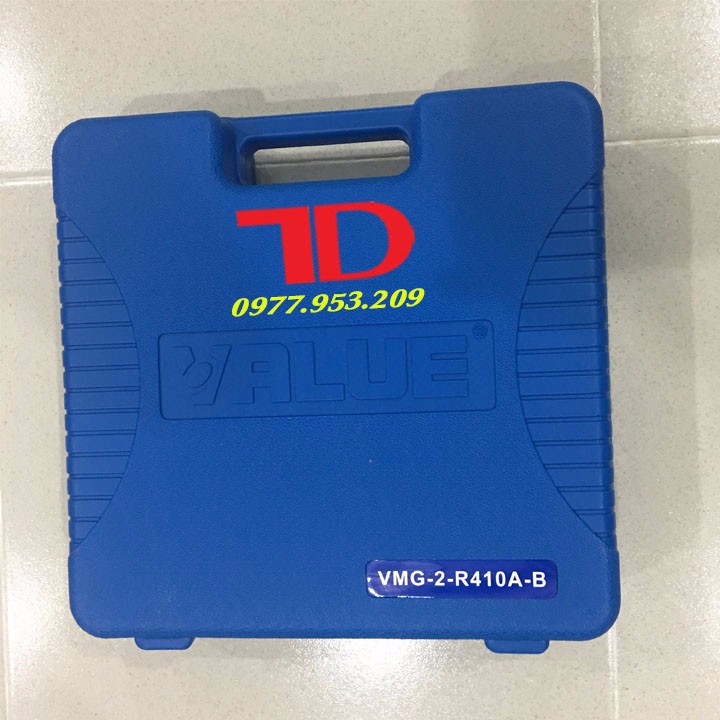 TD
0977.953.209
VALUE®
VMG-2-R410A-B